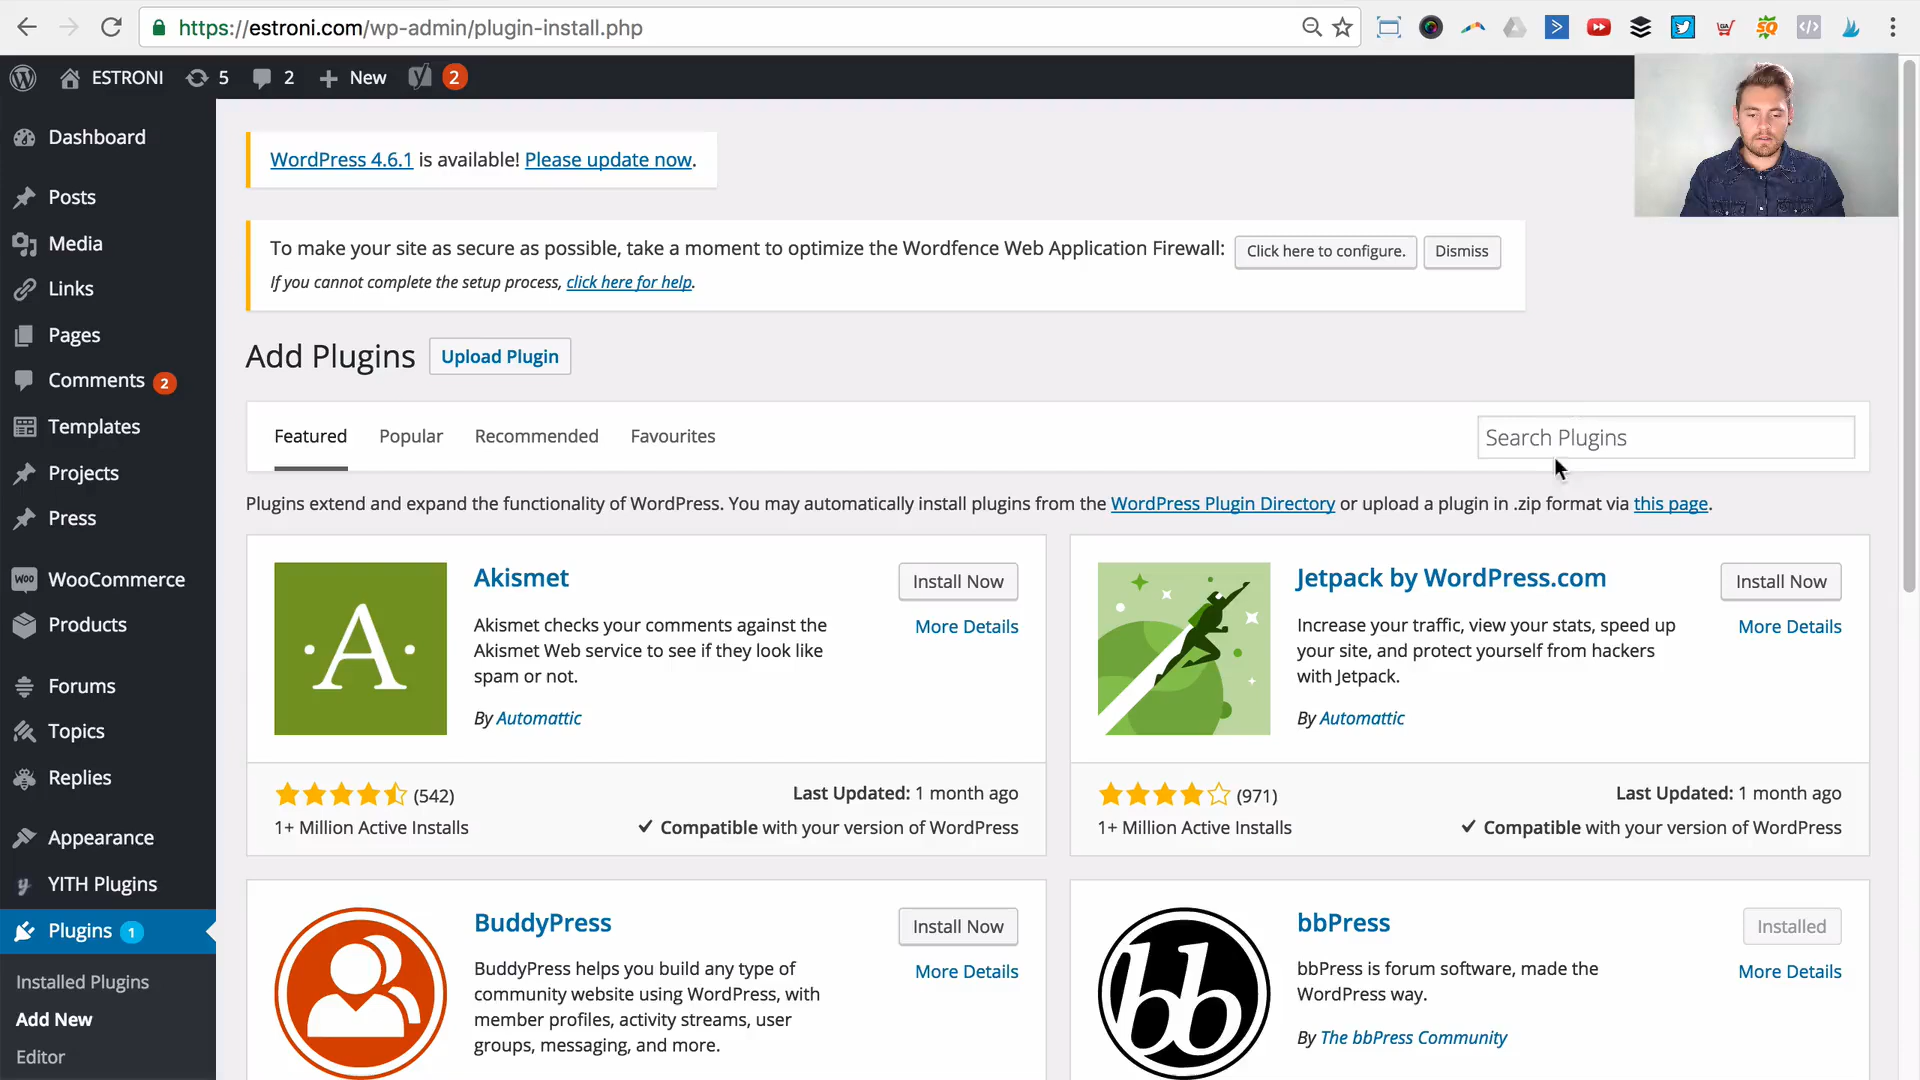 https://estroni.com/wp-admin/plugin-install.php
ESTRONI 5 2 + New 2
Dashboard
Posts
Media
Links
Pages
Comments 2
Templates
Projects
Press
WooCommerce
Products
Forums
Topics
Replies
Appearance
YITH Plugins
Plugins 1
Installed Plugins
Add New
Editor
WordPress 4.6.1 is available! Please update now.
To make your site as secure as possible, take a moment to optimize the Wordfence Web Application Firewall: Click here to configure. Dismiss
If you cannot complete the setup process, click here for help.
Add Plugins Upload Plugin
Featured Popular Recommended Favourites Search Plugins
Plugins extend and expand the functionality of WordPress. You may automatically install plugins from the WordPress Plugin Directory or upload a plugin in .zip format via this page.
A
Akismet
Install Now
More Details
Akismet checks your comments against the
Akismet Web service to see if they look like
spam or not.
By Automattic
(542)
1+ Million Active Installs
Last Updated: 1 month ago
✓ Compatible with your version of WordPress
Jetpack by WordPress.com
Install Now
More Details
Increase your traffic, view your stats, speed up
your site, and protect yourself from hackers
with Jetpack.
By Automattic
(971)
1+ Million Active Installs
Last Updated: 1 month ago
✓ Compatible with your version of WordPress
BuddyPress
Install Now
More Details
BuddyPress helps you build any type of
community website using WordPress, with
member profiles, activity streams, user
groups, messaging, and more.
bb
bbPress
Installed
More Details
bbPress is forum software, made the
WordPress way.
By The bbPress Community